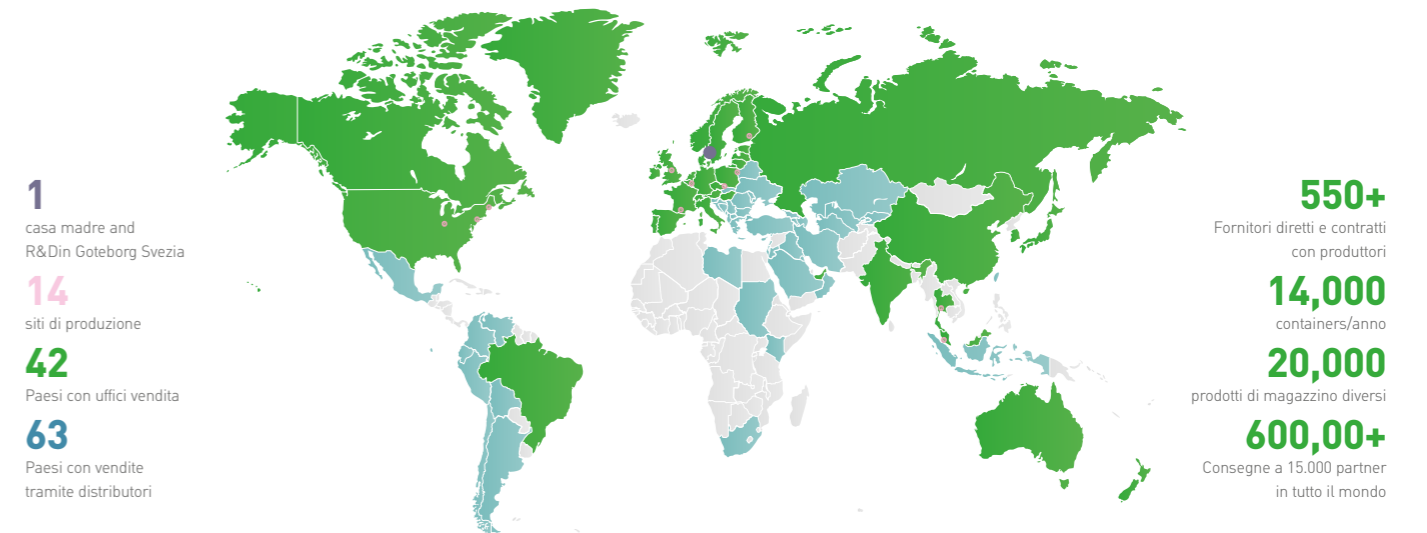 1
casa madre and
R&Din Goteborg Svezia
14
siti di produzione
42
Paesi con uffici vendita
63
Paesi con vendite
tramite distributori
550+
Fornitori diretti e contratti
con produttori
14,000
containers/anno
20,000
prodotti di magazzino diversi
600,00+
Consegne a 15.000 partner
in tutto il mondo